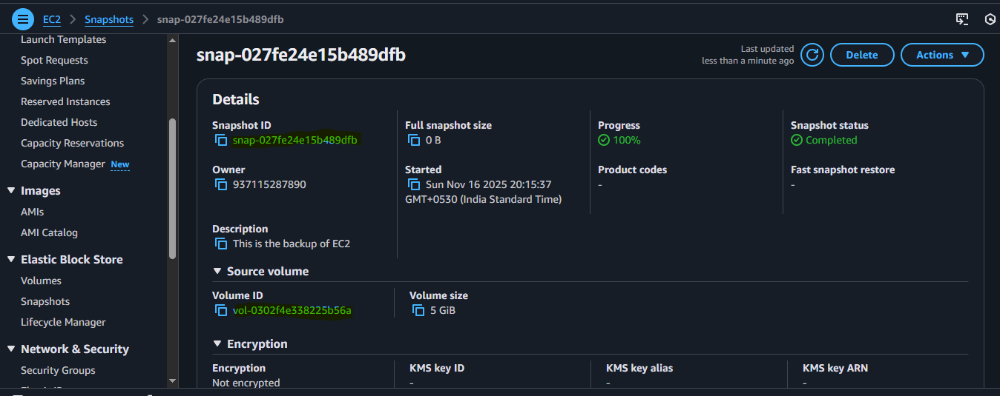 EC2 > Snapshots > snap-027fe24e15b489dfb
Launch Templates
Spot Requests
Savings Plans
Reserved Instances
Dedicated Hosts
Capacity Reservations
Capacity Manager New
Images
AMIs
AMI Catalog
Elastic Block Store
Volumes
Snapshots
Lifecycle Manager
Network & Security
Security Groups
snap-027fe24e15b489dfb
Last updated
less than a minute ago
Delete
Actions
Details
Snapshot ID
snap-027fe24e15b489dfb
Full snapshot size
0 B
Progress
100%
Snapshot status
Completed
Owner
937115287890
Started
Sun Nov 16 2025 20:15:37
GMT+0530 (India Standard Time)
Product codes
-
Fast snapshot restore
-
Description
This is the backup of EC2
Source volume
Volume ID
vol-0302f4e338225b56a
Volume size
5 GiB
Encryption
Encryption
Not encrypted
KMS key ID
-
KMS key alias
-
KMS key ARN
-